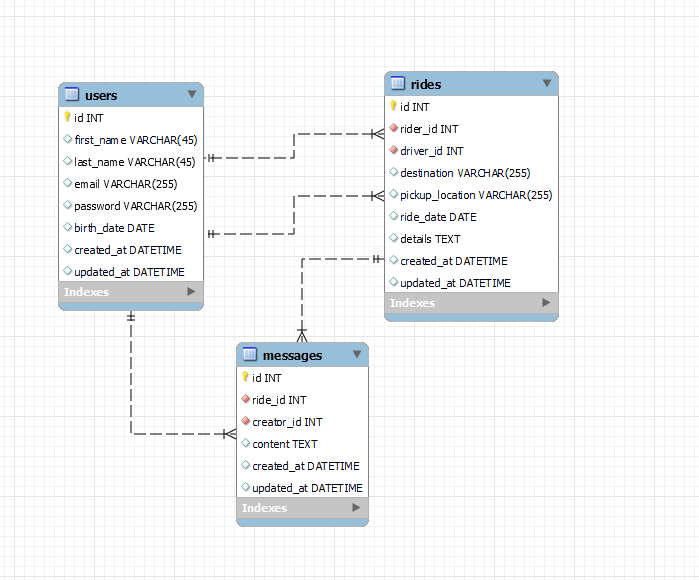 users
id INT
first_name VARCHAR(45)
last_name VARCHAR(45)
email VARCHAR(255)
password VARCHAR(255)
birth_date DATE
created_at DATETIME
updated_at DATETIME
Indexes
rides
id INT
rider_id INT
driver_id INT
destination VARCHAR(255)
pickup_location VARCHAR(255)
ride_date DATE
details TEXT
created_at DATETIME
updated_at DATETIME
Indexes
messages
id INT
ride_id INT
creator_id INT
content TEXT
created_at DATETIME
updated_at DATETIME
Indexes